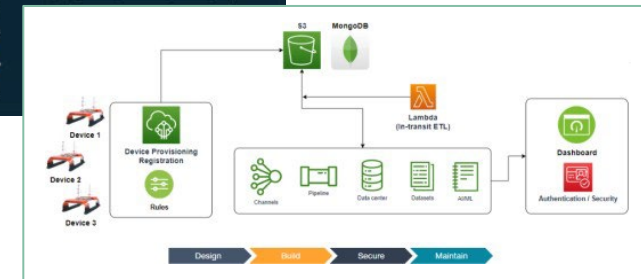 S3
MongoDB
Lambda
(in-transit ETL)
Device 1
Device 2
Device 3
Device Provisioning
Registration
Rules
Channels
Pipeline
Data center
Datasets
AI/ML
Dashboard
Authentication / Security
Design
Build
Secure
Maintain